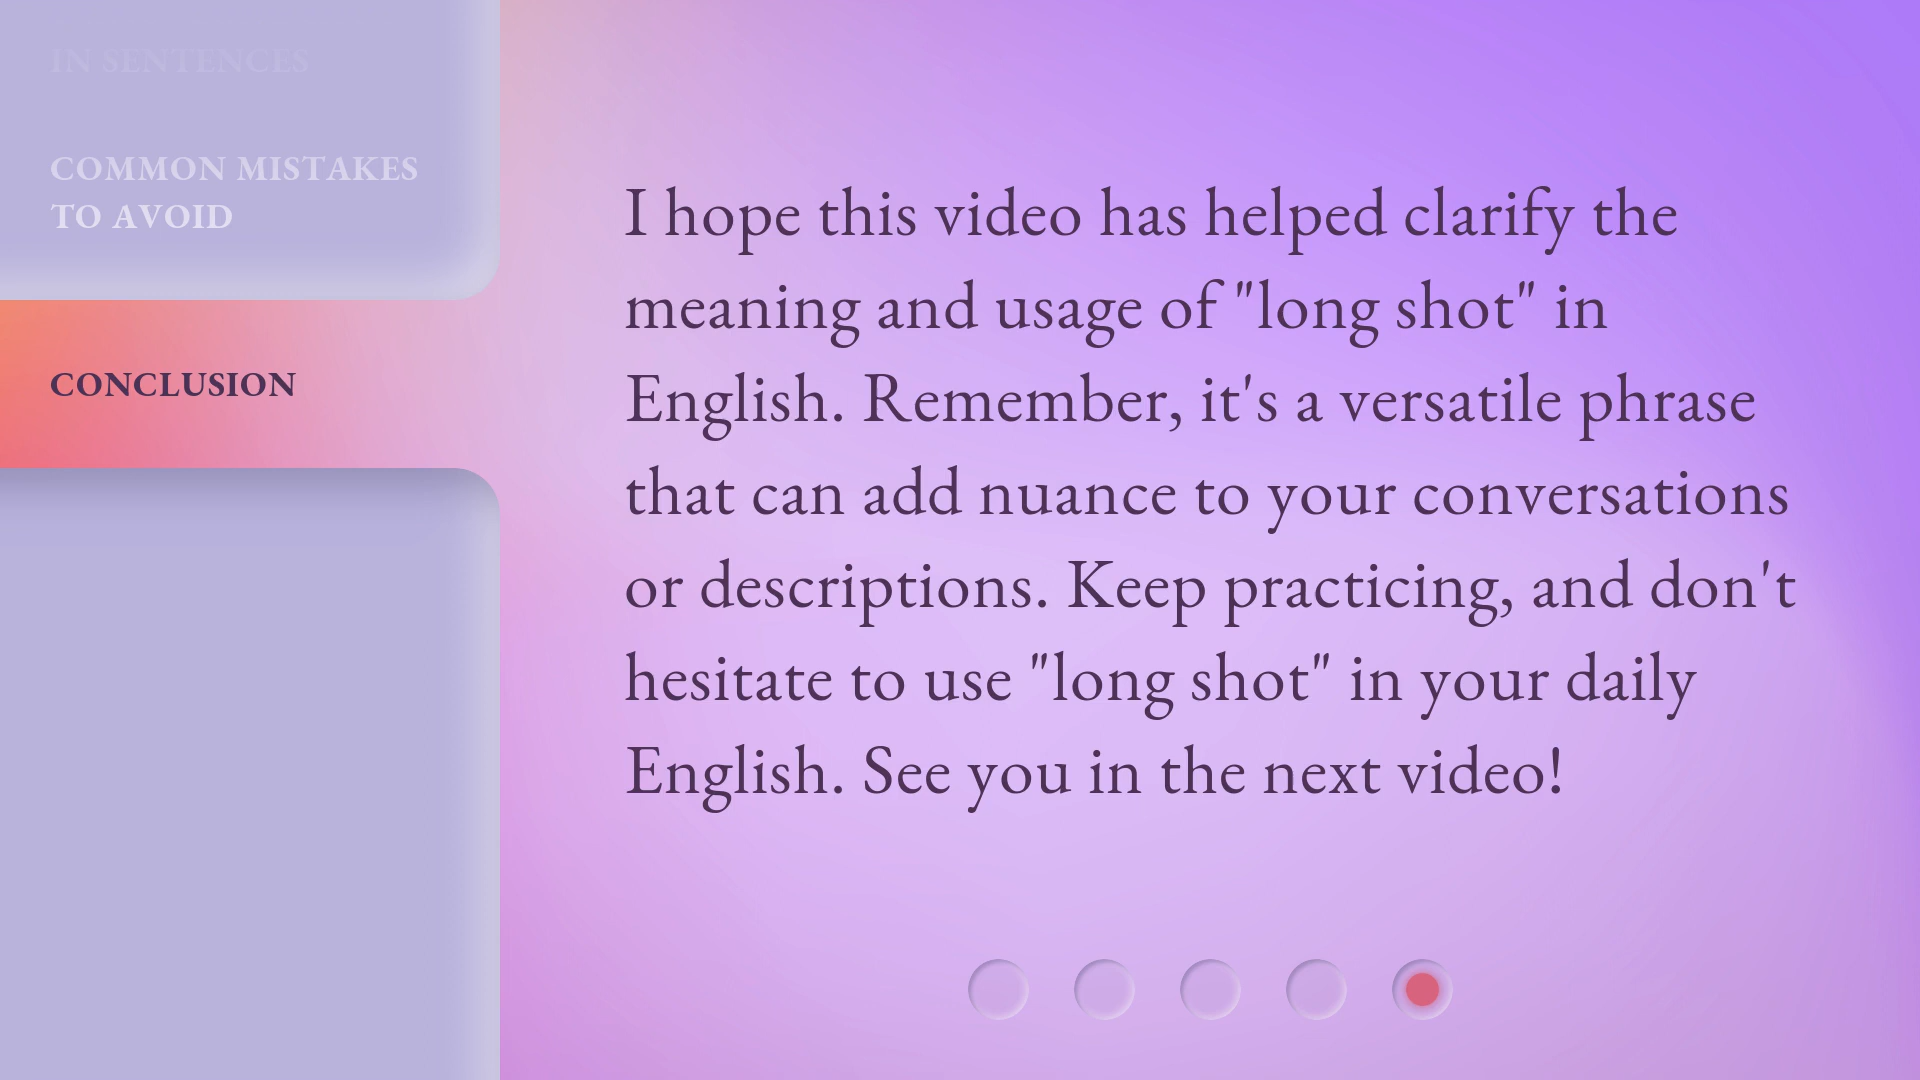 IN SENTENCES
COMMON MISTAKES
TO AVOID
CONCLUSION
I hope this video has helped clarify the
meaning and usage of "long shot" in
English. Remember, it's a versatile phrase
that can add nuance to your conversations
or descriptions. Keep practicing, and don't
hesitate to use "long shot" in your daily
English. See you in the next video!